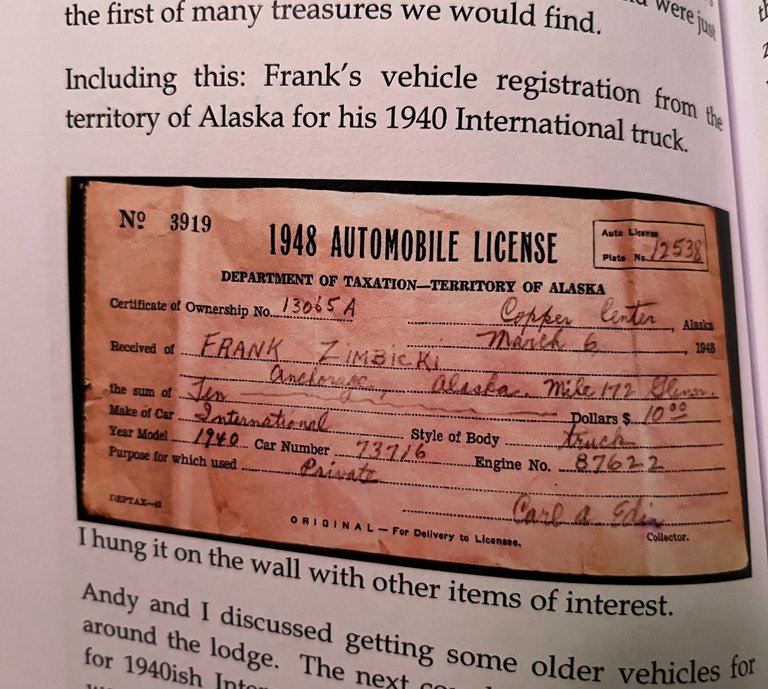 were just
the first of many treasures we would find.
Including this: Frank's vehicle registration from the
territory of Alaska for his 1940 International truck.
Nº 3919
1948 AUTOMOBILE LICENSE
Auto License
Plate No. 12538
DEPARTMENT OF TAXATION—TERRITORY OF ALASKA
Certificate of Ownership No. 13065A
Copper Center, Alaska
March 6, 1948
Received of FRANK ZIMBICKI
Anchorage, Alaska. Mile 172 Glenn.
the sum of Ten Dollars $ 10.00
Make of Car International Style of Body truck
Year Model 1940 Car Number 73716 Engine No. 87622
Purpose for which used Private
DEPTAX—
Carl A.
ORIGINAL—For Delivery to Licensee.
Collector.
I hung it on the wall with other items of interest.
Andy and I discussed getting some older vehicles for
around the lodge. The next
for 1940ish